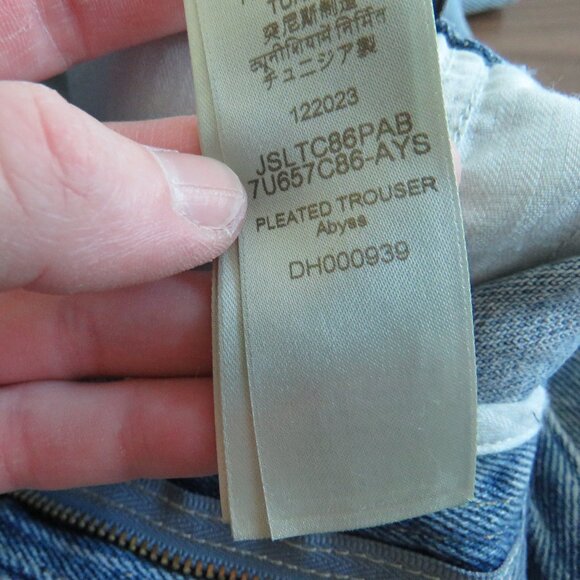 突尼斯制造
ट्यूनीशिया में निर्मित
チュニジア製
122023
JSLTC86PAB
7U657C86-AYS
PLEATED TROUSER
Abyss
DH000939